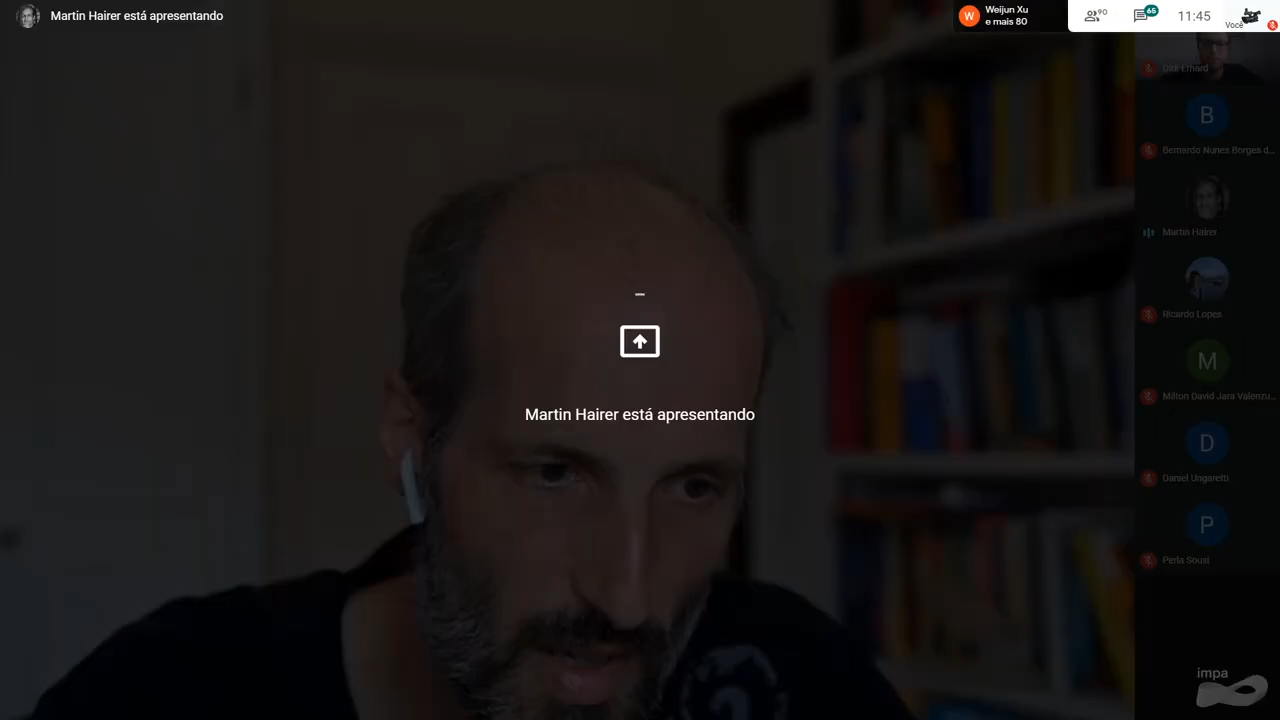 Martin Hairer está apresentando
W
Weijun Xu
e mais 80
90
65
11:45
Você
Didi Erhard
B
Bernardo Nunes Borges d...
Martin Hairer
Ricardo Lopes
M
Milton David Jara Valenzu...
D
Daniel Ungaretti
P
Perla Sousi
Martin Hairer está apresentando
impa